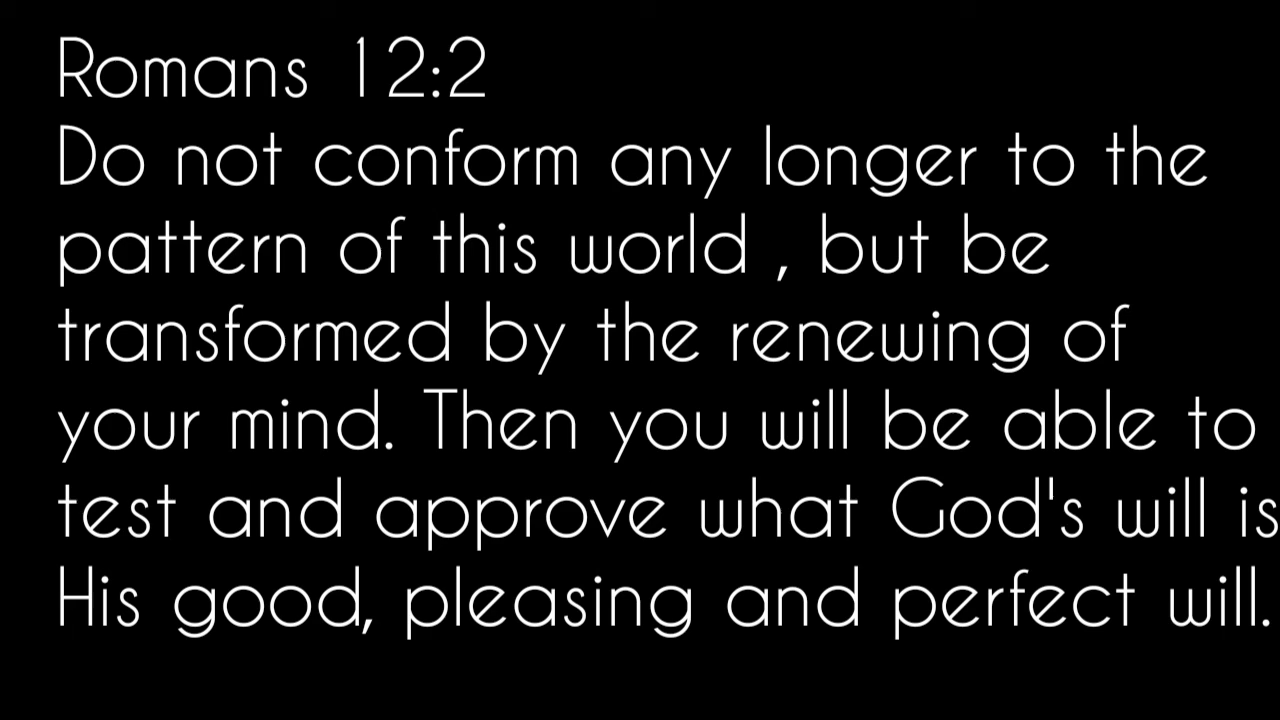 Romans 12:2
Do not conform any longer to the
pattern of this world , but be
transformed by the renewing of
your mind. Then you will be able to
test and approve what God's will is
His good, pleasing and perfect will.